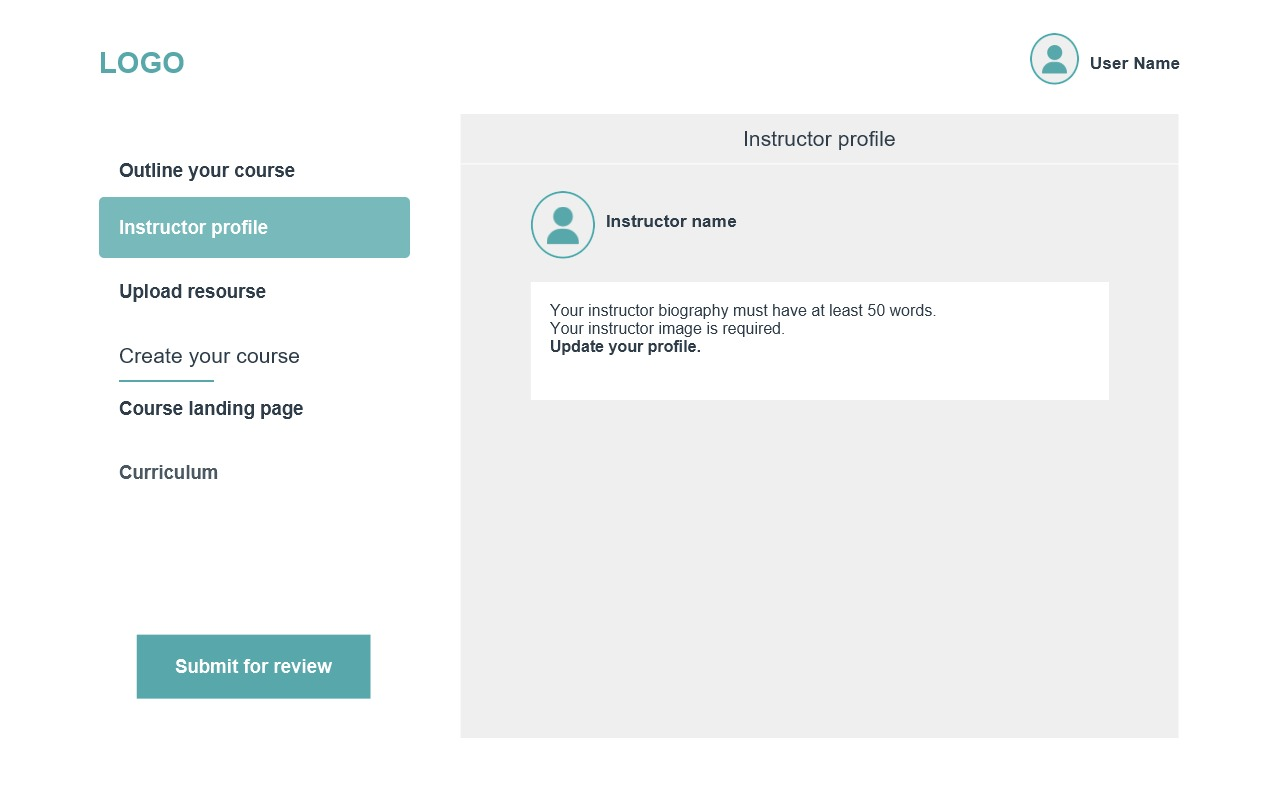 LOGO
User Name
Outline your course
Instructor profile
Upload resourse
Create your course
Course landing page
Curriculum
Submit for review
Instructor profile
Instructor name
Your instructor biography must have at least 50 words.
Your instructor image is required.
Update your profile.